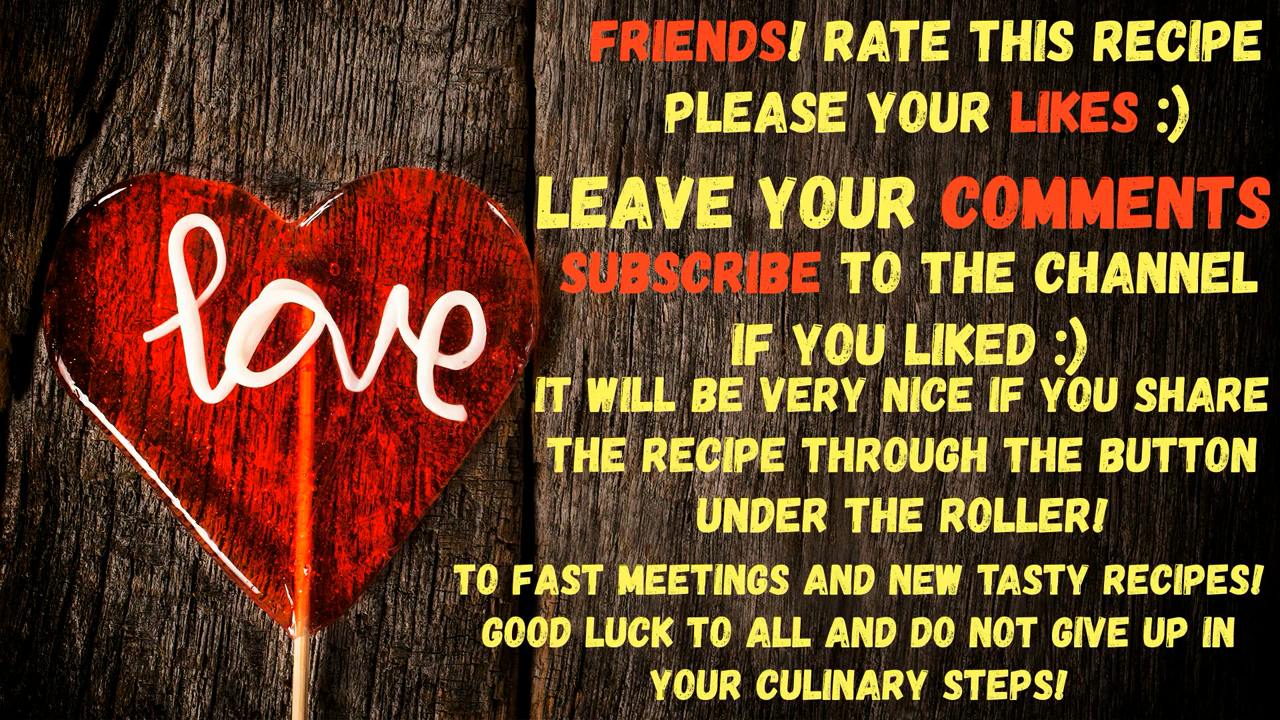 love
FRIENDS! RATE THIS RECIPE
PLEASE YOUR LIKES :)
LEAVE YOUR COMMENTS
SUBSCRIBE TO THE CHANNEL
IF YOU LIKED :)
IT WILL BE VERY NICE IF YOU SHARE
THE RECIPE THROUGH THE BUTTON
UNDER THE ROLLER!
TO FAST MEETINGS AND NEW TASTY RECIPES!
GOOD LUCK TO ALL AND DO NOT GIVE UP IN
YOUR CULINARY STEPS!